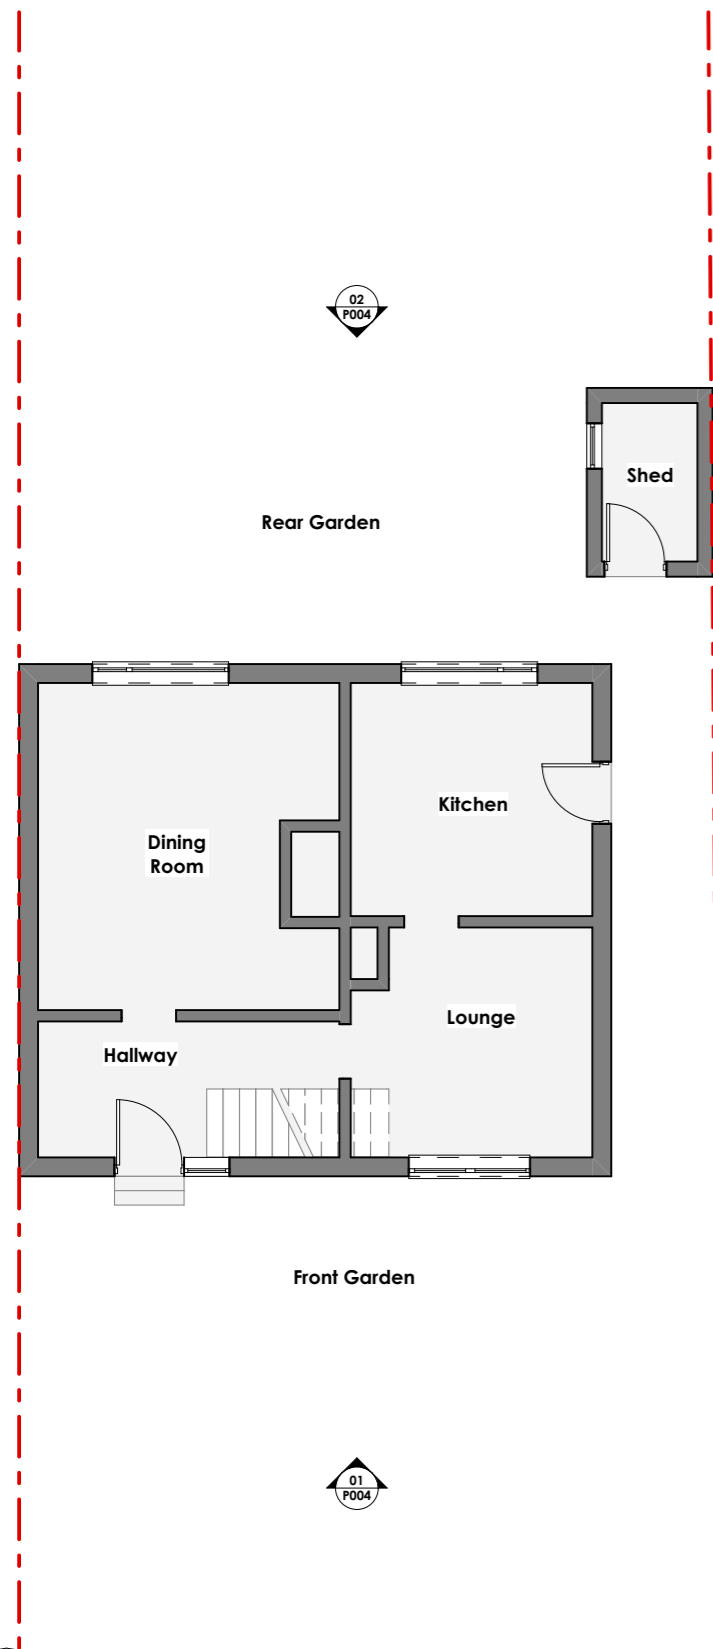 02
P004
Shed
Rear Garden
Kitchen
Dining
Room
Lounge
Hallway
Front Garden
01
P004